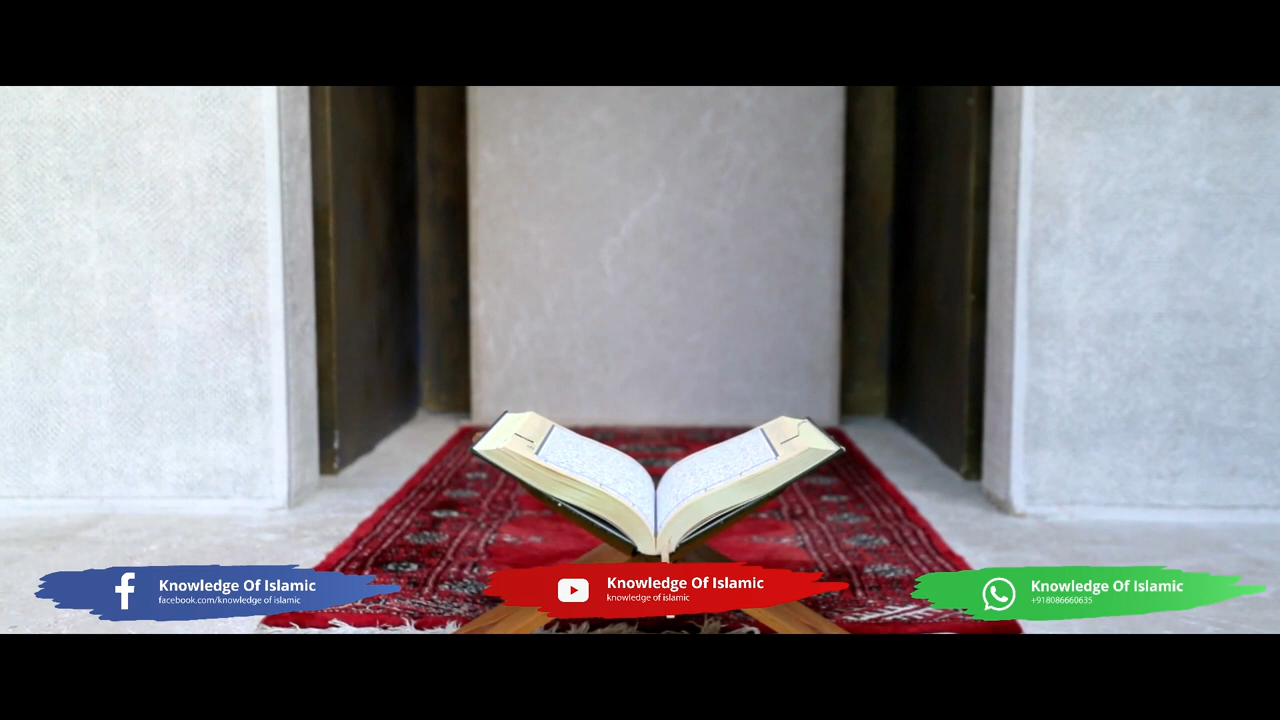 Knowledge Of Islamic
facebook.com/knowledge of islamic
Knowledge Of Islamic
knowledge of islamic
Knowledge Of Islamic
+918086660635